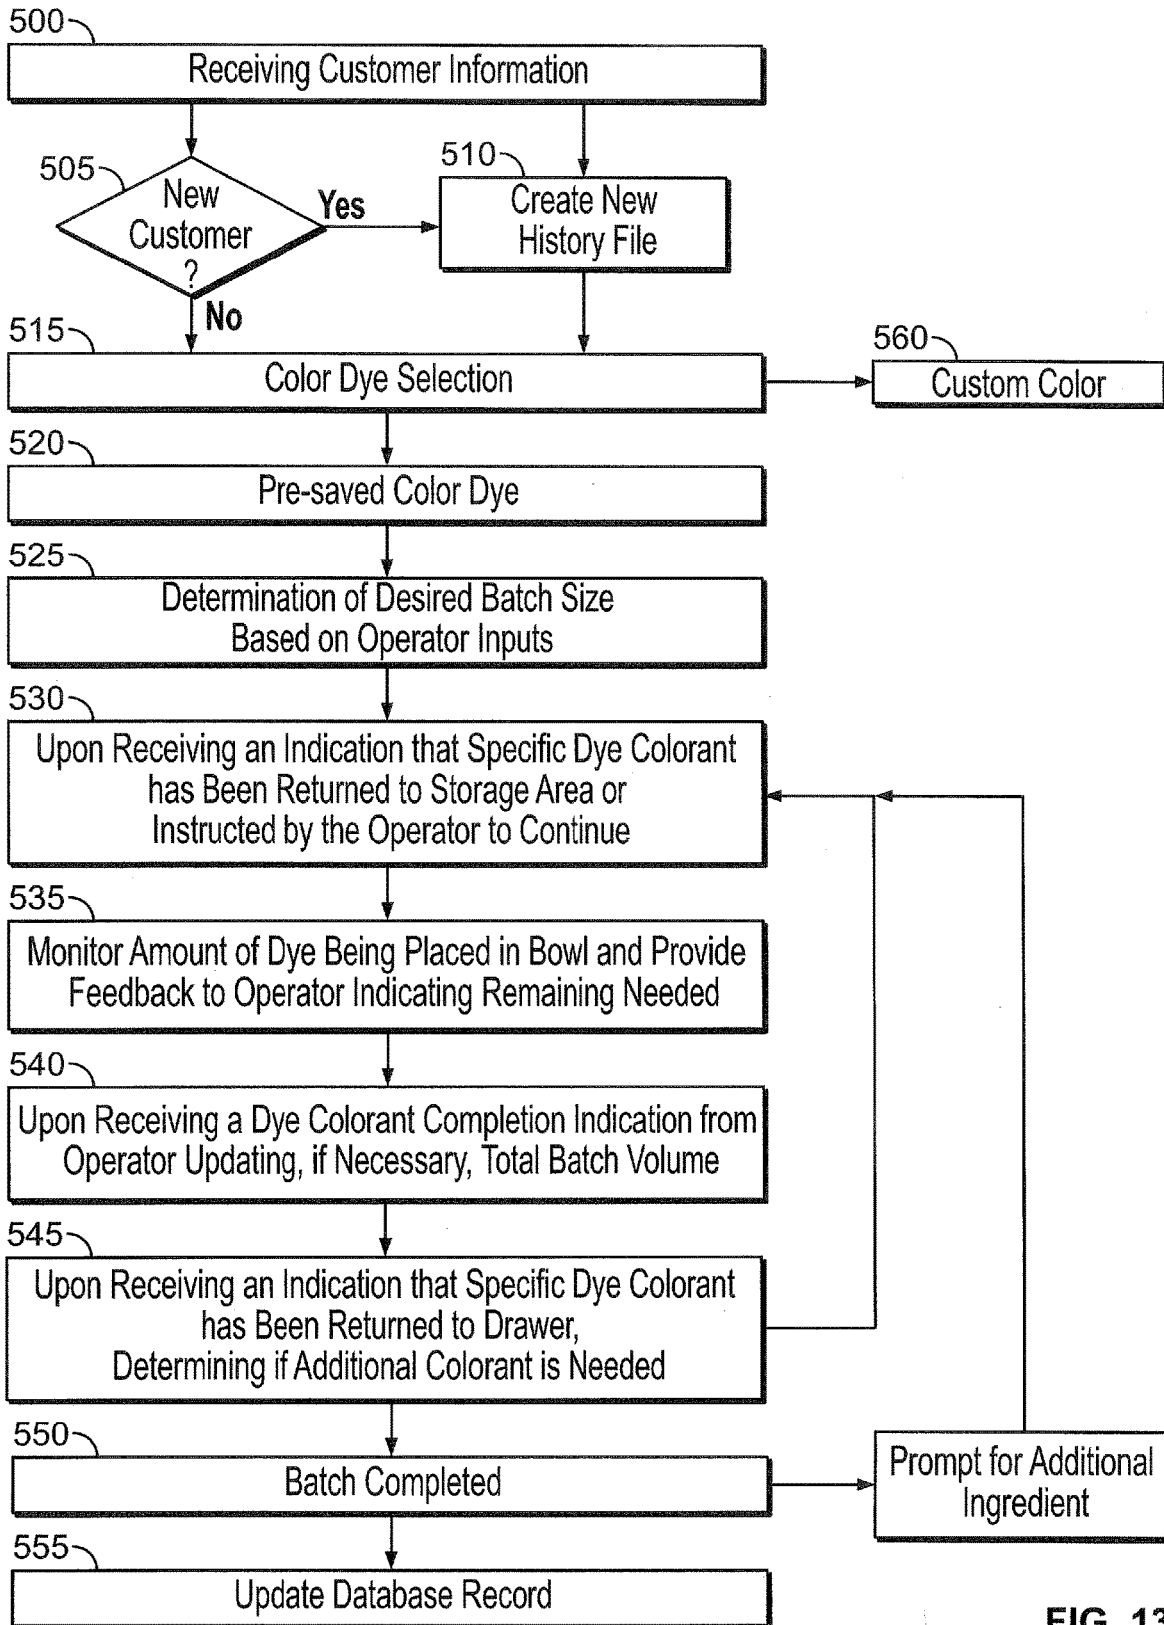 500
Receiving Customer Information
505
New
Customer
?
Yes
No
510
Create New
History File
515
Color Dye Selection
560
Custom Color
520
Pre-saved Color Dye
525
Determination of Desired Batch Size
Based on Operator Inputs
530
Upon Receiving an Indication that Specific Dye Colorant
has Been Returned to Storage Area or
Instructed by the Operator to Continue
535
Monitor Amount of Dye Being Placed in Bowl and Provide
Feedback to Operator Indicating Remaining Needed
540
Upon Receiving a Dye Colorant Completion Indication from
Operator Updating, if Necessary, Total Batch Volume
545
Upon Receiving an Indication that Specific Dye Colorant
has Been Returned to Drawer,
Determining if Additional Colorant is Needed
550
Batch Completed
Prompt for Additional
Ingredient
555
Update Database Record
FIG. 13